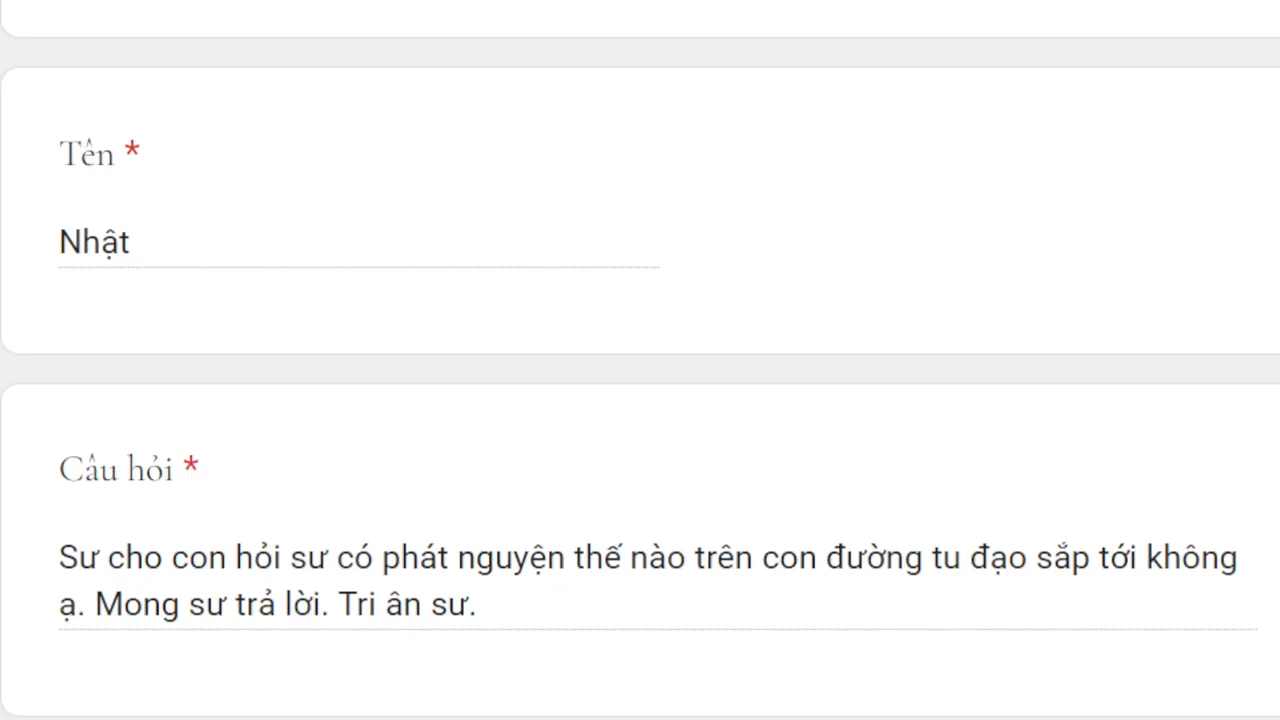 Tên *
Nhật
Câu hỏi *
Sư cho con hỏi sư có phát nguyện thế nào trên con đường tu đạo sắp tới không
ạ. Mong sư trả lời. Tri ân sư.